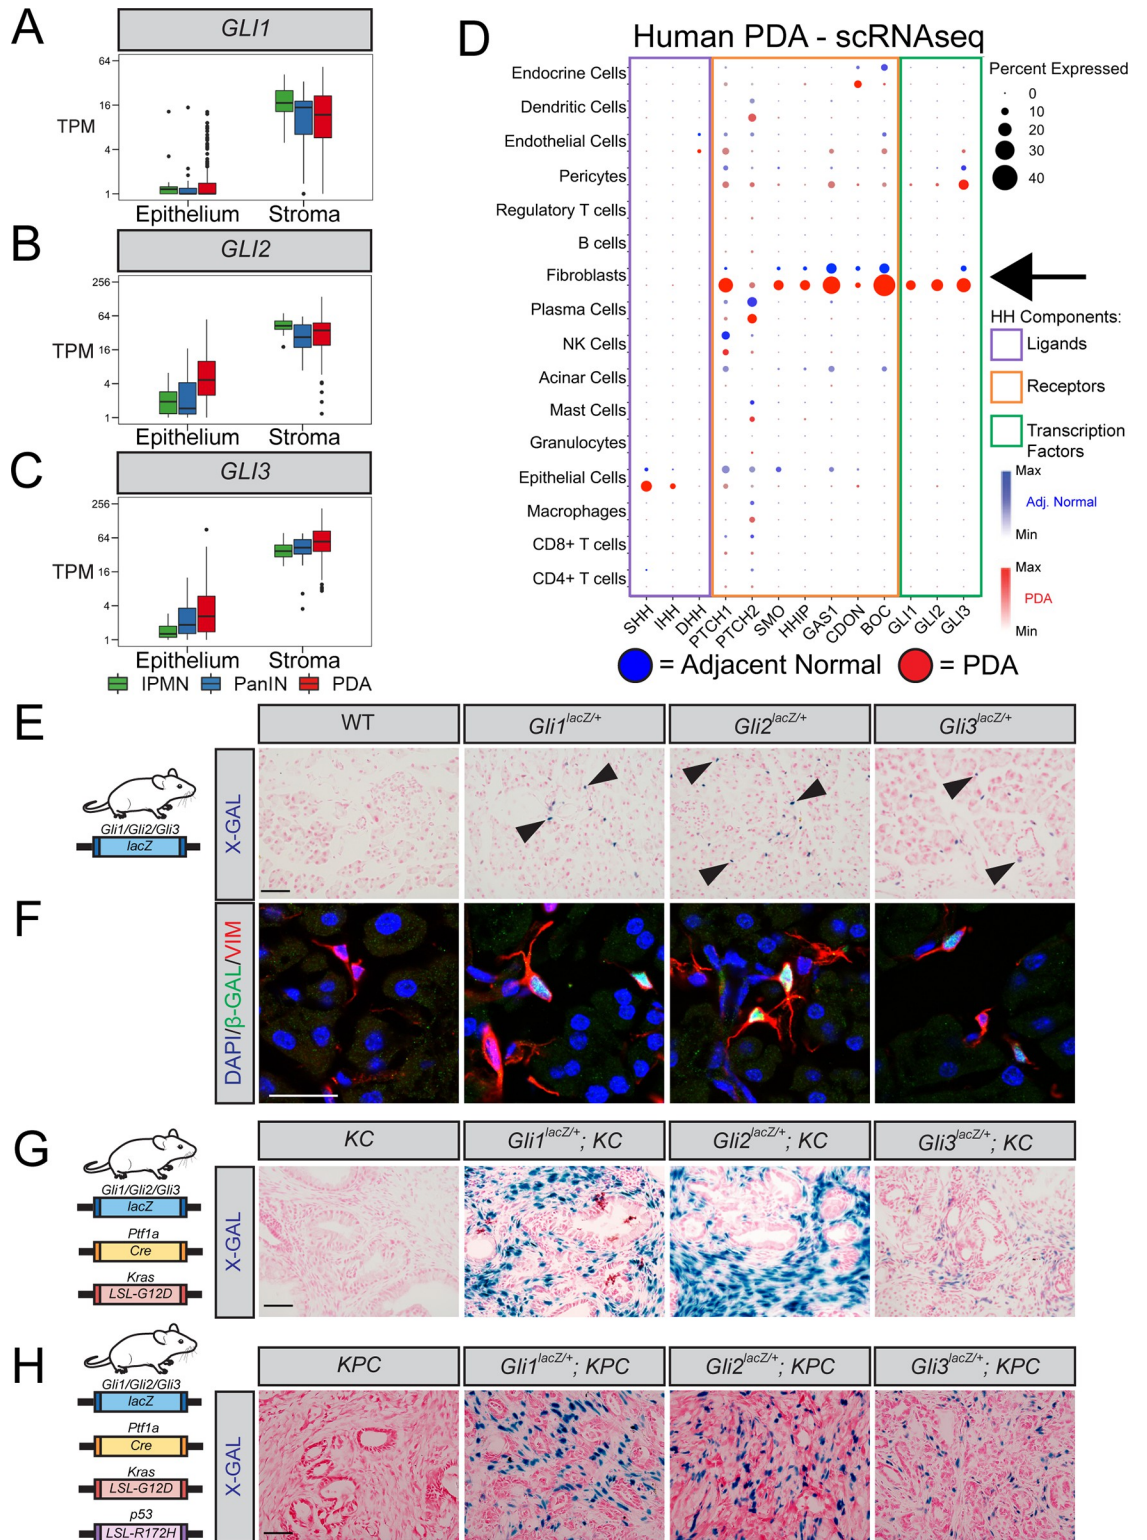 A
GLI1
64
16
TPM
4
1
Epithelium Stroma
B
GLI2
256
64
TPM
16
4
1
Epithelium Stroma
C
GLI3
256
64
TPM
16
4
1
Epithelium Stroma
IPMN PanIN PDA
D
Human PDA - scRNAseq
Endocrine Cells
Dendritic Cells
Endothelial Cells
Pericytes
Regulatory T cells
B cells
Fibroblasts
Plasma Cells
NK Cells
Acinar Cells
Mast Cells
Granulocytes
Epithelial Cells
Macrophages
CD8+ T cells
CD4+ T cells
SHH IHH DHH PTCH1 PTCH2 SMO HHIP GAS1 CDON BOC GLI1 GLI2 GLI3
= Adjacent Normal = PDA
Percent Expressed
0
10
20
30
40
HH Components:
Ligands
Receptors
Transcription
Factors
Max
Adj. Normal
Min
Max
PDA
Min
E
WT Gli1lacZ/+ Gli2lacZ/+ Gli3lacZ/+
Gli1/Gli2/Gli3
lacZ
X-GAL
F
DAPI/β-GAL/VIM
G
KC Gli1lacZ/+; KC Gli2lacZ/+; KC Gli3lacZ/+; KC
Gli1/Gli2/Gli3
lacZ
Ptf1a
Cre
Kras
LSL-G12D
X-GAL
H
KPC Gli1lacZ/+; KPC Gli2lacZ/+; KPC Gli3lacZ/+; KPC
Gli1/Gli2/Gli3
lacZ
Ptf1a
Cre
Kras
LSL-G12D
p53
LSL-R172H
X-GAL